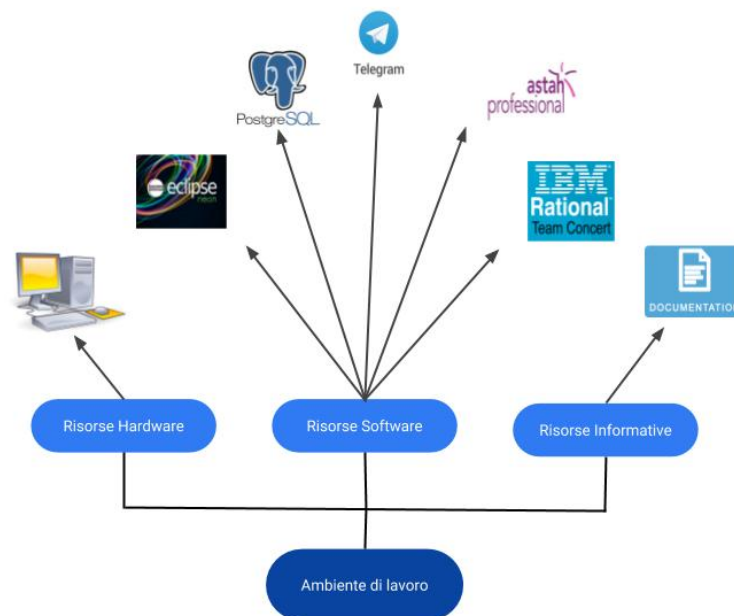 Telegram
PostgreSQL
astah
professional
eclipse
neon
IBM
Rational
Team Concert
DOCUMENTATION
Risorse Hardware
Risorse Software
Risorse Informative
Ambiente di lavoro